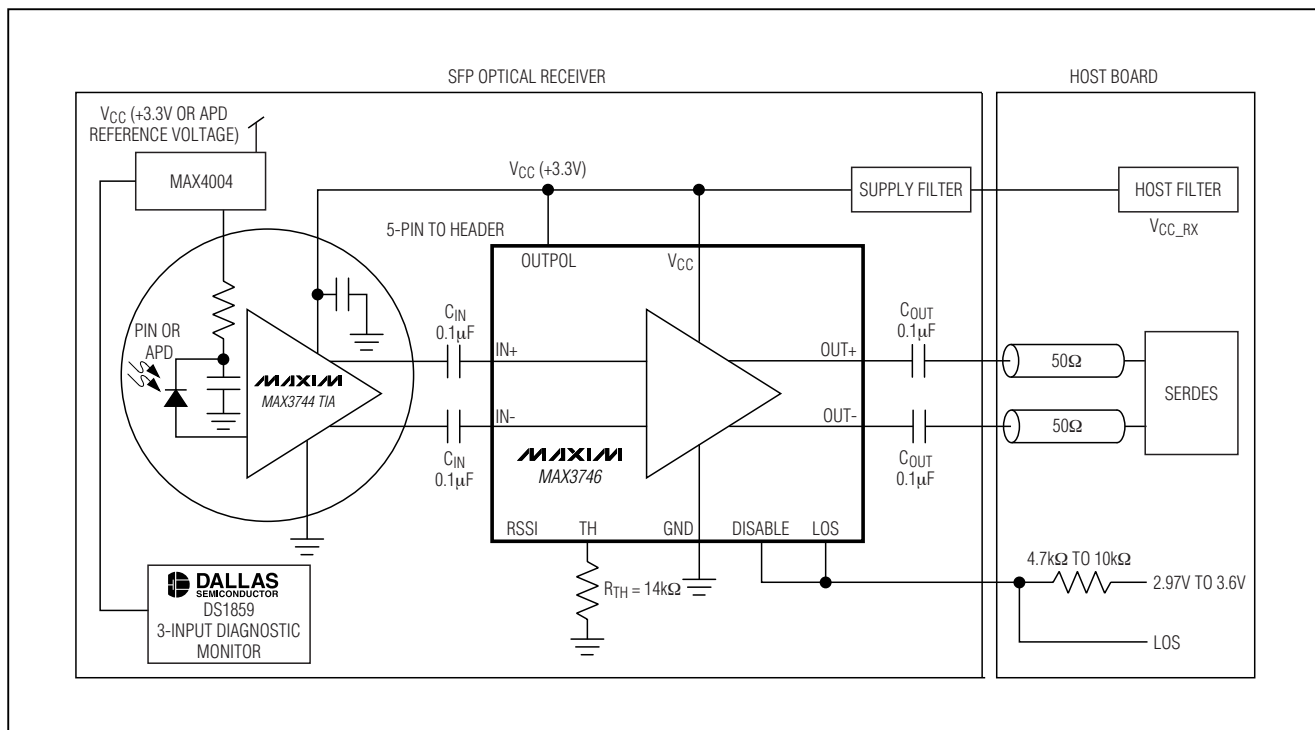 SFP OPTICAL RECEIVER
HOST BOARD
VCC (+3.3V OR APD
REFERENCE VOLTAGE)
MAX4004
VCC (+3.3V)
SUPPLY FILTER
HOST FILTER
VCC_RX
5-PIN TO HEADER
OUTPOL
VCC
PIN OR
APD
MAXIM
MAX3744 TIA
CIN
0.1µF
IN+
IN-
CIN
0.1µF
MAXIM
MAX3746
OUT+
OUT-
COUT
0.1µF
COUT
0.1µF
50Ω
50Ω
SERDES
RSSI
TH
GND
DISABLE
LOS
RTH = 14kΩ
4.7kΩ TO 10kΩ
2.97V TO 3.6V
LOS
DALLAS
SEMICONDUCTOR
DS1859
3-INPUT DIAGNOSTIC
MONITOR